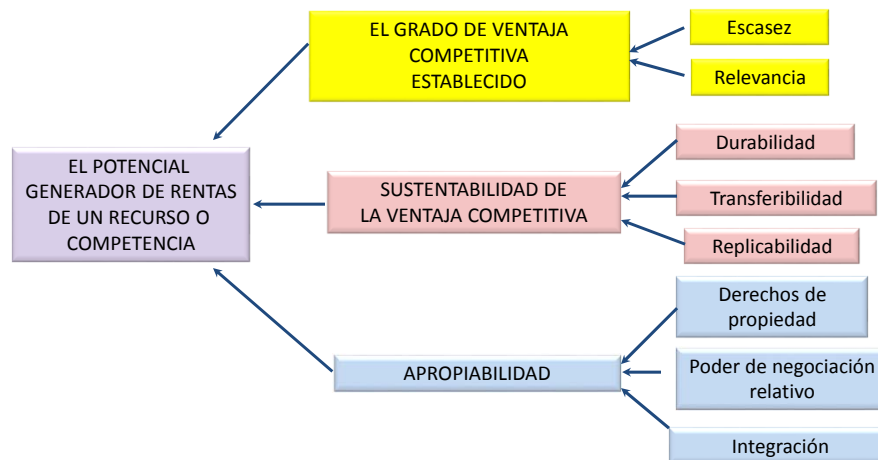 EL GRADO DE VENTAJA
COMPETITIVA
ESTABLECIDO
Escasez
Relevancia
EL POTENCIAL
GENERADOR DE RENTAS
DE UN RECURSO O
COMPETENCIA
SUSTENTABILIDAD DE
LA VENTAJA COMPETITIVA
Durabilidad
Transferibilidad
Replicabilidad
APROPIABILIDAD
Derechos de
propiedad
Poder de negociación
relativo
Integración